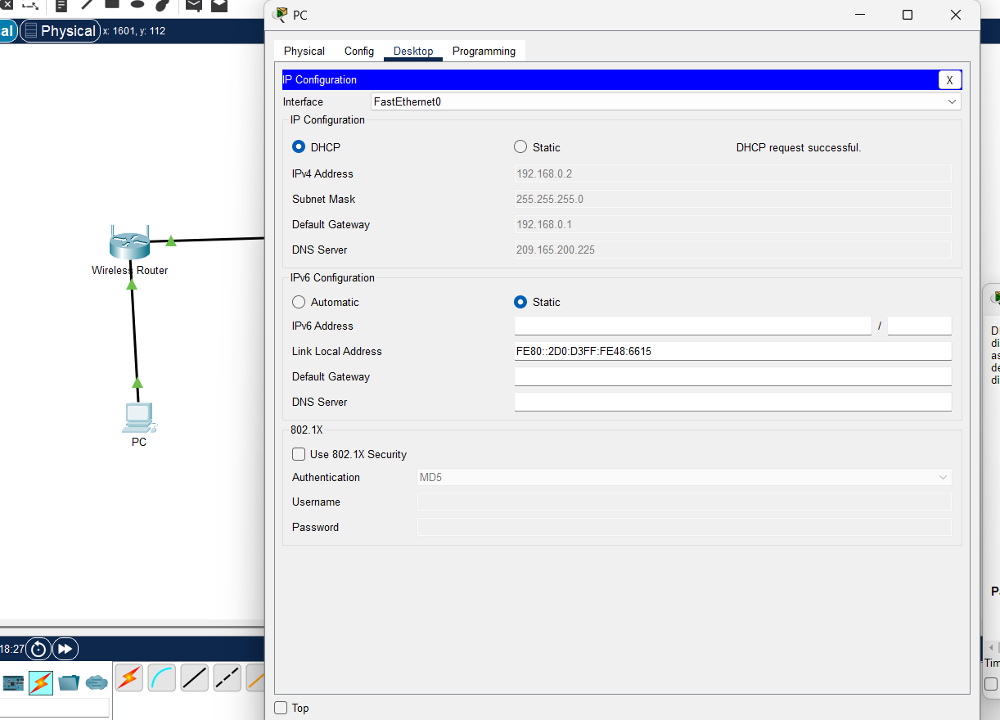 PC
al Physical x: 1601, y: 112
Physical Config Desktop Programming
IP Configuration X
Interface FastEthernet0
IP Configuration
DHCP Static DHCP request successful.
IPv4 Address 192.168.0.2
Subnet Mask 255.255.255.0
Default Gateway 192.168.0.1
DNS Server 209.165.200.225
Wireless Router
IPv6 Configuration
Automatic Static
IPv6 Address /
Link Local Address FE80::2D0:D3FF:FE48:6615
Default Gateway
DNS Server
802.1X
PC
Use 802.1X Security
Authentication MD5
Username
Password
18:27
Top
D
di
as
de
di
P
Tim